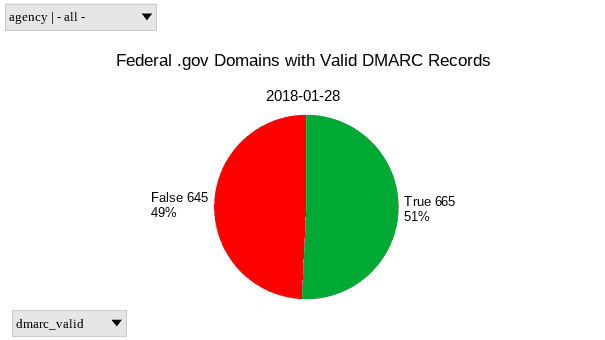 agency | - all -
Federal .gov Domains with Valid DMARC Records
2018-01-28
False 645
49%
True 665
51%
dmarc_valid